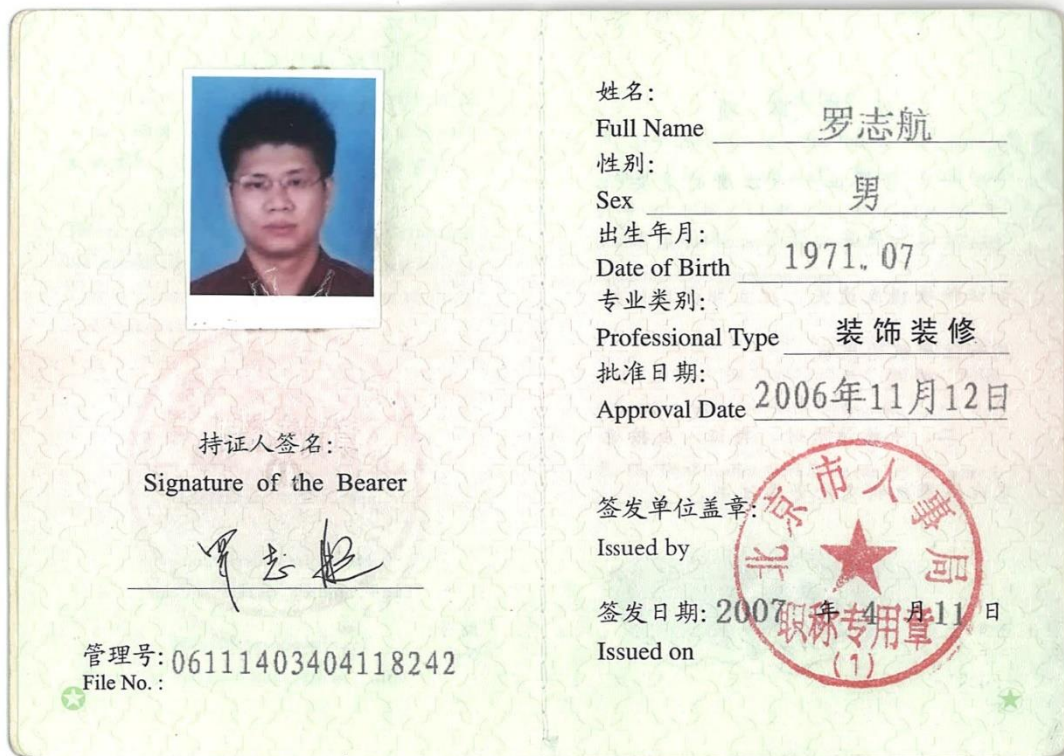 持证人签名:
Signature of the Bearer
罗志航
管理号: 06111403404118242
File No. :
姓名:
Full Name 罗志航
性别:
Sex 男
出生年月:
Date of Birth 1971.07
专业类别:
Professional Type 装饰装修
批准日期:
Approval Date 2006年11月12日
签发单位盖章:
Issued by
北京市人事局
职称专用章
(1)
签发日期: 2007 年 4 月 11 日
Issued on